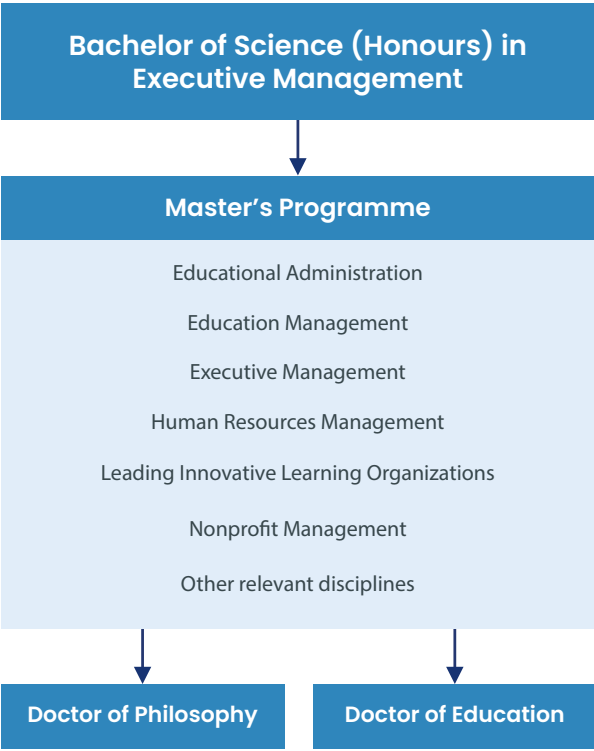 Bachelor of Science (Honours) in
Executive Management
Master's Programme
Educational Administration
Education Management
Executive Management
Human Resources Management
Leading Innovative Learning Organizations
Nonprofit Management
Other relevant disciplines
Doctor of Philosophy
Doctor of Education